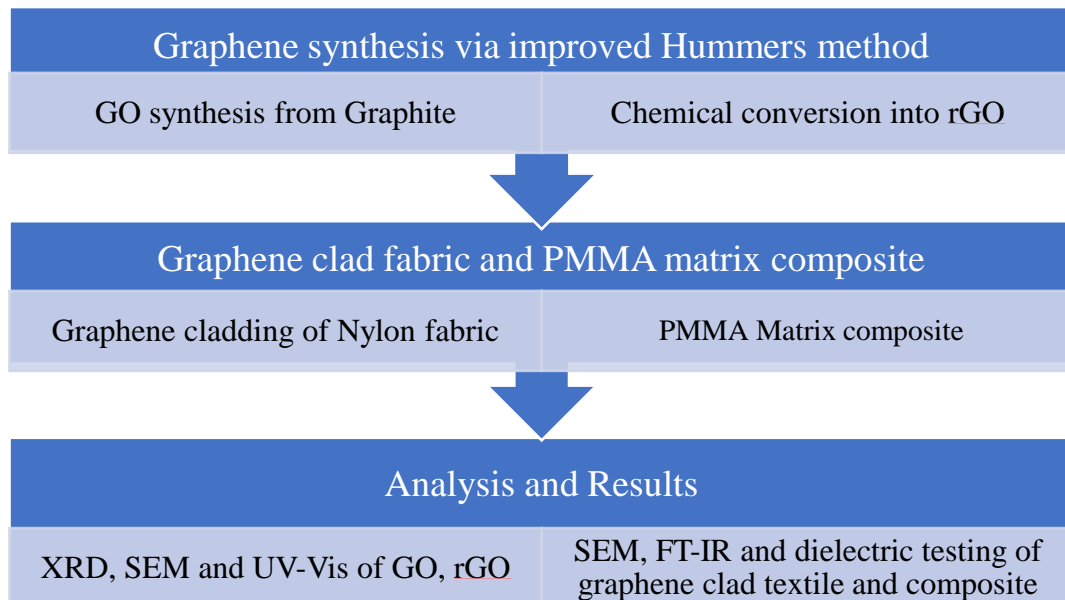 Graphene synthesis via improved Hummers method
GO synthesis from Graphite
Chemical conversion into rGO
Graphene clad fabric and PMMA matrix composite
Graphene cladding of Nylon fabric
PMMA Matrix composite
Analysis and Results
XRD, SEM and UV-Vis of GO, rGO
SEM, FT-IR and dielectric testing of
graphene clad textile and composite